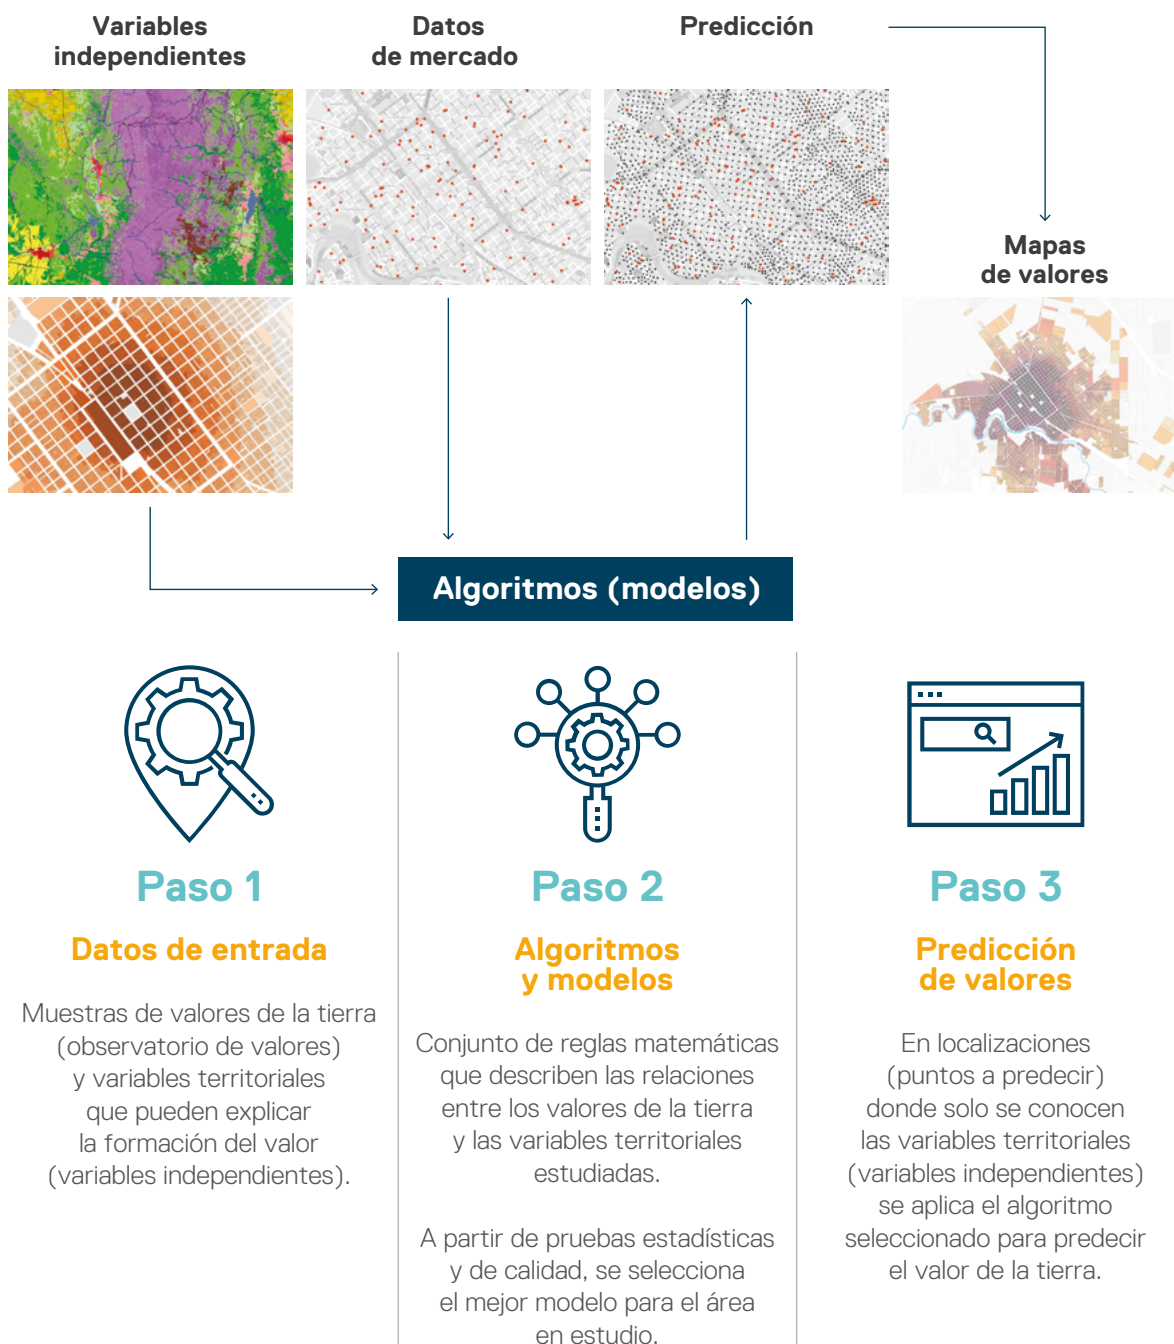 Variables
independientes
Datos
de mercado
Predicción
Mapas
de valores
Algoritmos (modelos)
Paso 1
Datos de entrada
Muestras de valores de la tierra
(observatorio de valores)
y variables territoriales
que pueden explicar
la formación del valor
(variables independientes).
Paso 2
Algoritmos
y modelos
Conjunto de reglas matemáticas
que describen las relaciones
entre los valores de la tierra
y las variables territoriales
estudiadas.
A partir de pruebas estadísticas
y de calidad, se selecciona
el mejor modelo para el área
en estudio.
Paso 3
Predicción
de valores
En localizaciones
(puntos a predecir)
donde solo se conocen
las variables territoriales
(variables independientes)
se aplica el algoritmo
seleccionado para predecir
el valor de la tierra.